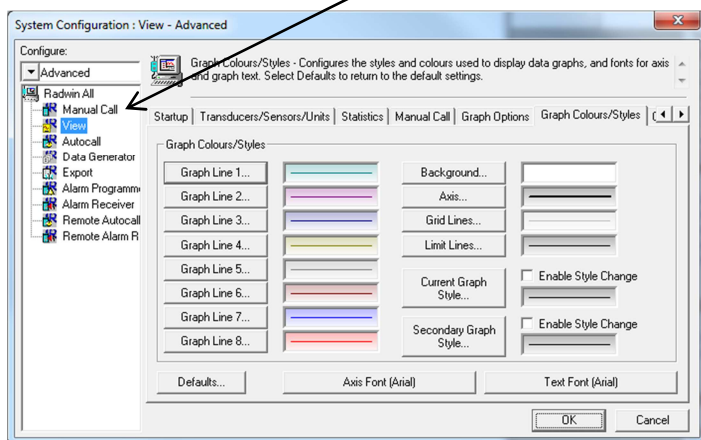 System Configuration : View - Advanced
Configure:
Advanced
Radwin All
Manual Call
View
Autocall
Data Generator
Export
Alarm Programm
Alarm Receiver
Remote Autocall
Remote Alarm R
Graph Colours/Styles - Configures the styles and colours used to display data graphs, and fonts for axis
and graph text. Select Defaults to return to the default settings.
Startup Transducers/Sensors/Units Statistics Manual Call Graph Options Graph Colours/Styles
Graph Colours/Styles
Graph Line 1... Background...
Graph Line 2... Axis...
Graph Line 3... Grid Lines...
Graph Line 4... Limit Lines...
Graph Line 5...
Graph Line 6...
Current Graph
Style...
Enable Style Change
Graph Line 7...
Graph Line 8...
Secondary Graph
Style...
Enable Style Change
Defaults... Axis Font (Arial) Text Font (Arial)
OK Cancel